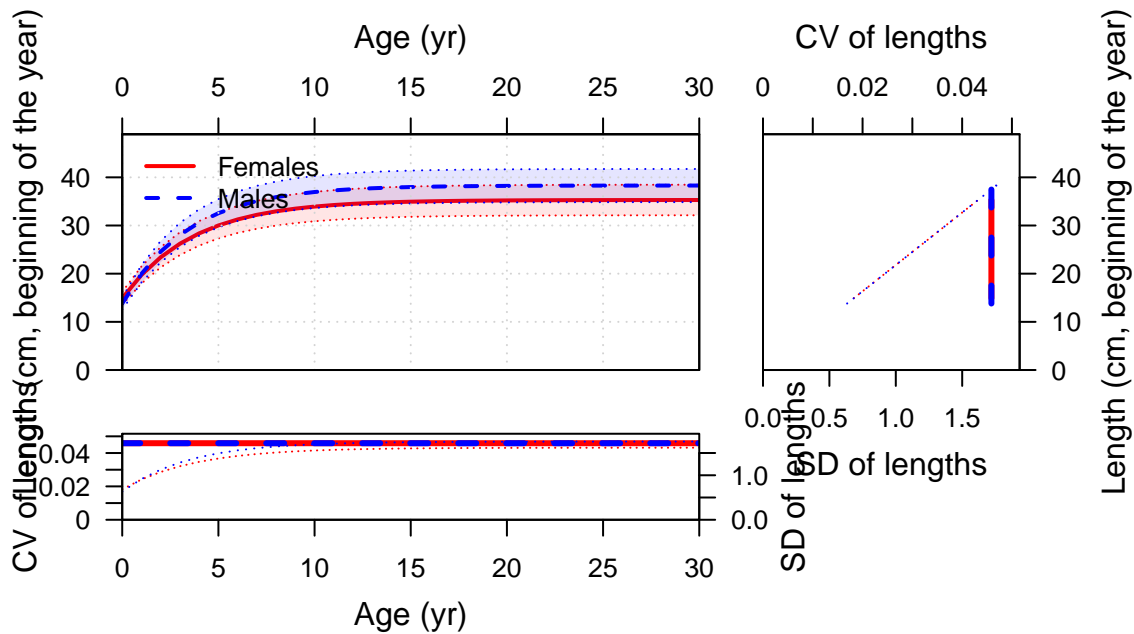 Age (yr)
0 5 10 15 20 25 30
CV of lengths
0 0.02 0.04
Length (cm, beginning of the year)
0 10 20 30 40
Females
Males
0 10 20 30 40
Length (cm, beginning of the year)
0.0 0.5 1.0 1.5
SD of lengths
CV of lengths
0 0.02 0.04
0.0 1.0
SD of lengths
0 5 10 15 20 25 30
Age (yr)